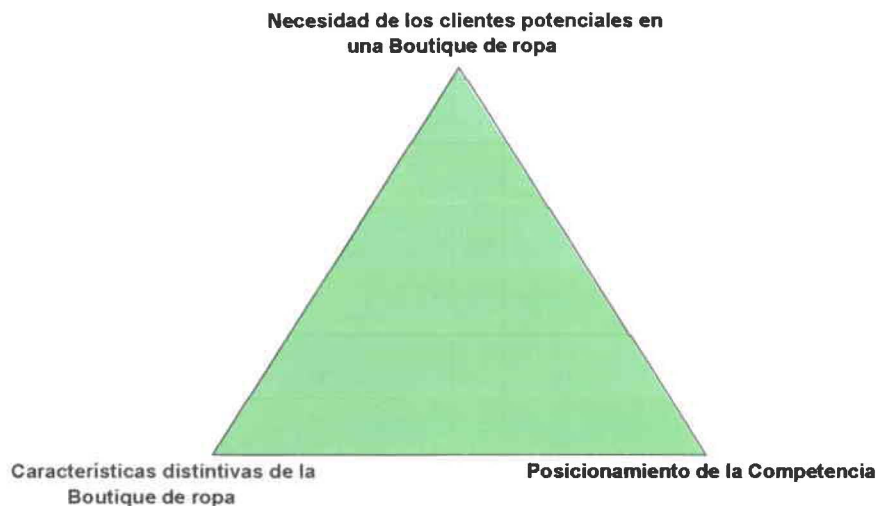 Necesidad de los clientes potenciales en
una Boutique de ropa
Características distintivas de la
Boutique de ropa
Posicionamiento de la Competencia